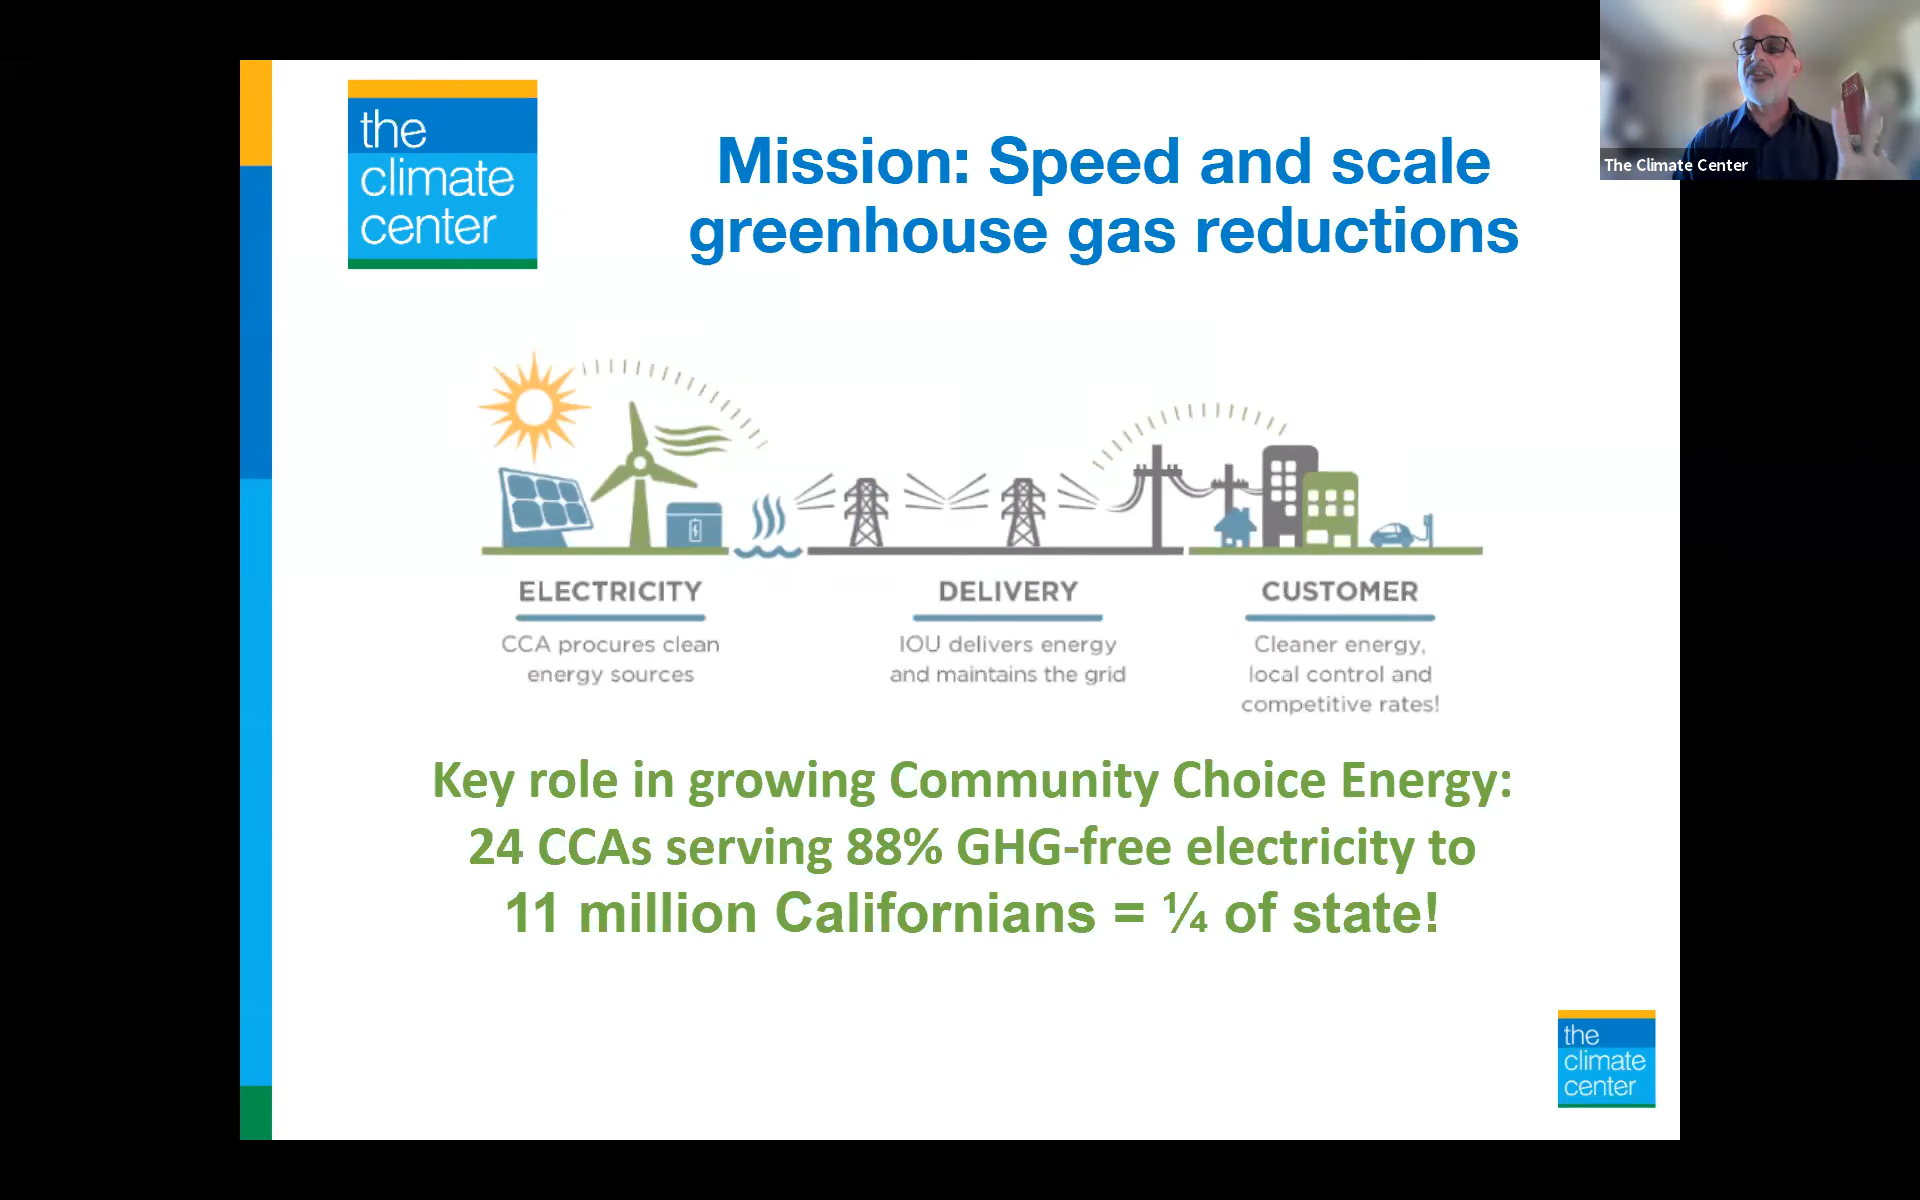 the
climate
center
Mission: Speed and scale
greenhouse gas reductions
The Climate Center
ELECTRICITY
CCA procures clean
energy sources
DELIVERY
IOU delivers energy
and maintains the grid
CUSTOMER
Cleaner energy,
local control and
competitive rates!
Key role in growing Community Choice Energy:
24 CCAs serving 88% GHG-free electricity to
11 million Californians = ¼ of state!
the
climate
center